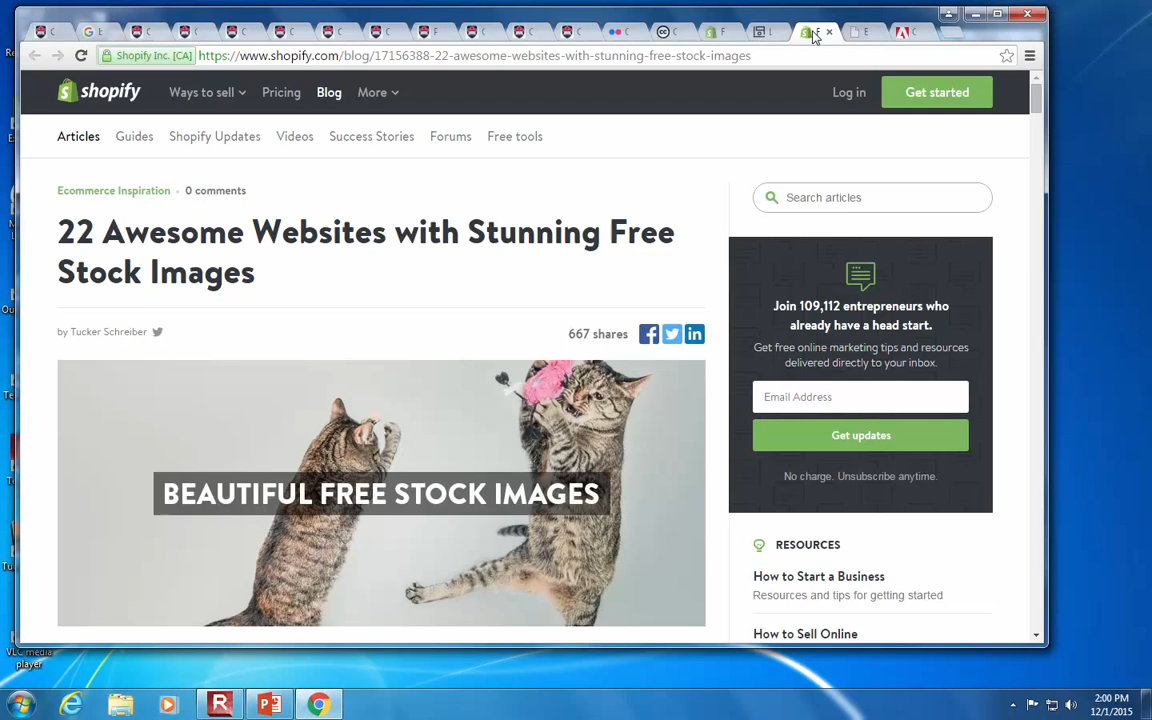 Shopify Inc. [CA]
https://www.shopify.com/blog/17156388-22-awesome-websites-with-stunning-free-stock-images
shopify
Ways to sell
Pricing
Blog
More
Log in
Get started
Articles
Guides
Shopify Updates
Videos
Success Stories
Forums
Free tools
Ecommerce Inspiration
0 comments
22 Awesome Websites with Stunning Free
Stock Images
by Tucker Schreiber
667 shares
BEAUTIFUL FREE STOCK IMAGES
Search articles
Join 109,112 entrepreneurs who
already have a head start.
Get free online marketing tips and resources
delivered directly to your inbox.
Email Address
Get updates
No charge. Unsubscribe anytime.
RESOURCES
How to Start a Business
Resources and tips for getting started
How to Sell Online
VLC media
player
2:00 PM
12/1/2015